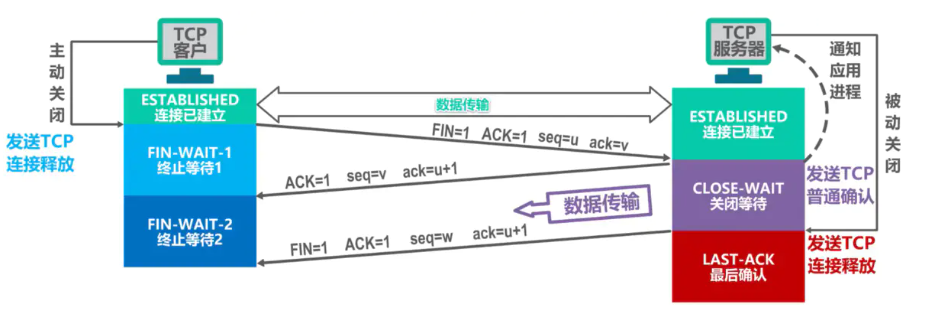 TCP
客户
TCP
服务器
主动关闭
通知
应用
进程
ESTABLISHED
连接已建立
数据传输
ESTABLISHED
连接已建立
被动关闭
发送TCP
连接释放
FIN=1 ACK=1 seq=u ack=v
FIN-WAIT-1
终止等待1
ACK=1 seq=v ack=u+1
CLOSE-WAIT
关闭等待
发送TCP
普通确认
数据传输
FIN-WAIT-2
终止等待2
FIN=1 ACK=1 seq=w ack=u+1
LAST-ACK
最后确认
发送TCP
连接释放